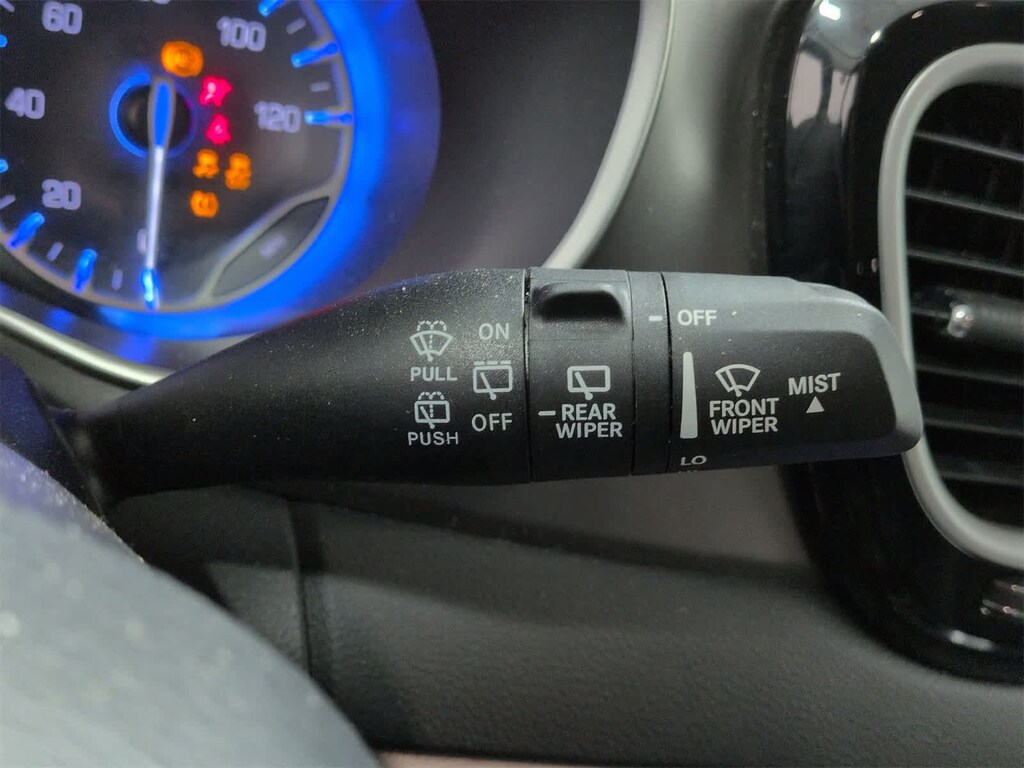 60
100
40
120
20
PULL
PUSH
ON
OFF
REAR
WIPER
OFF
LO
FRONT
WIPER
MIST